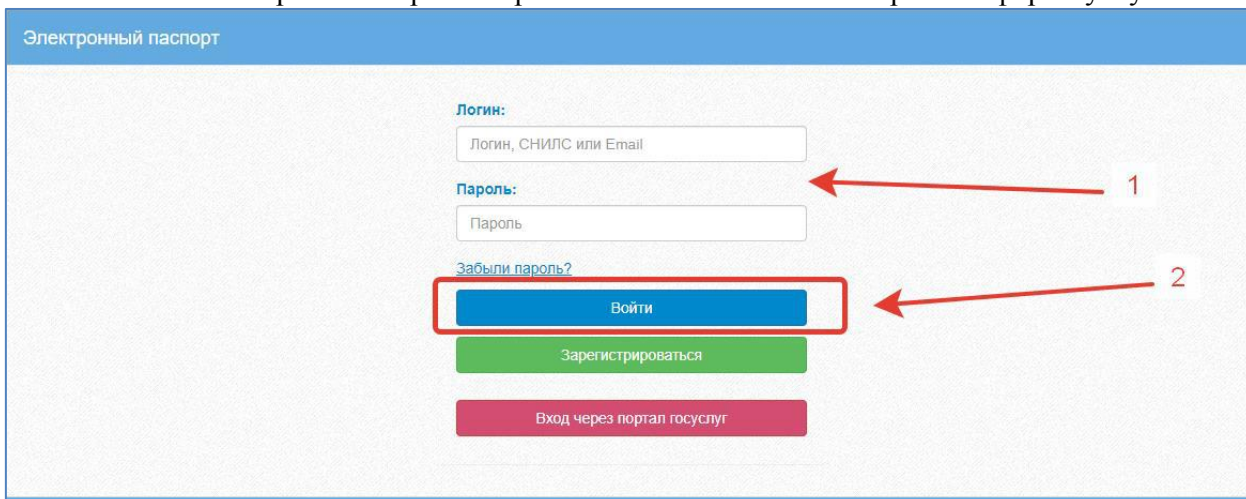 Электронный паспорт
Логин:
Логин, СНИЛС или Email
1
Пароль:
Пароль
Забыли пароль?
2
Войти
Зарегистрироваться
Вход через портал госуслуг